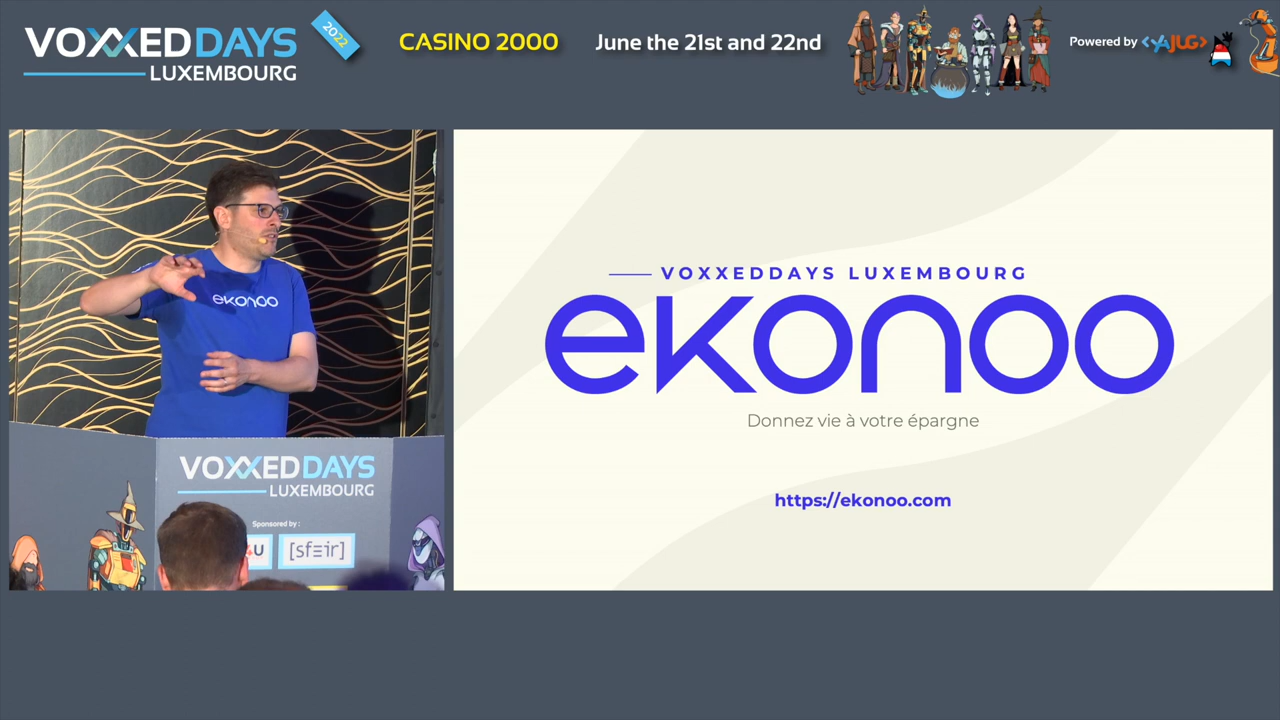 VOXXEDDAYS
LUXEMBOURG
2022
CASINO 2000
June the 21st and 22nd
Powered by <YAJUG>
ekonoo
VOXXEDDAYS
LUXEMBOURG
Sponsored by :
U
[sfeir]
VOXXEDDAYS LUXEMBOURG
ekonoo
Donnez vie à votre épargne
https://ekonoo.com